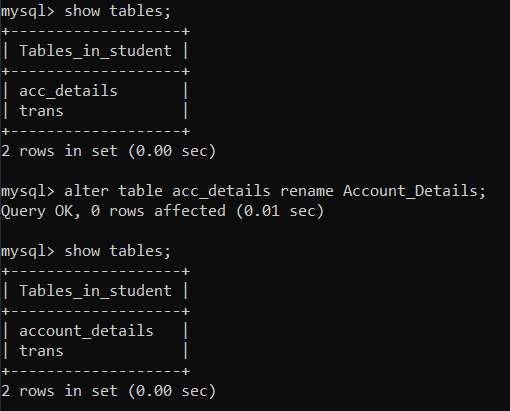 mysql> show tables;
+-------------------+
| Tables_in_student |
+-------------------+
| acc_details       |
| trans             |
+-------------------+
2 rows in set (0.00 sec)

mysql> alter table acc_details rename Account_Details;
Query OK, 0 rows affected (0.01 sec)

mysql> show tables;
+-------------------+
| Tables_in_student |
+-------------------+
| account_details   |
| trans             |
+-------------------+
2 rows in set (0.00 sec)